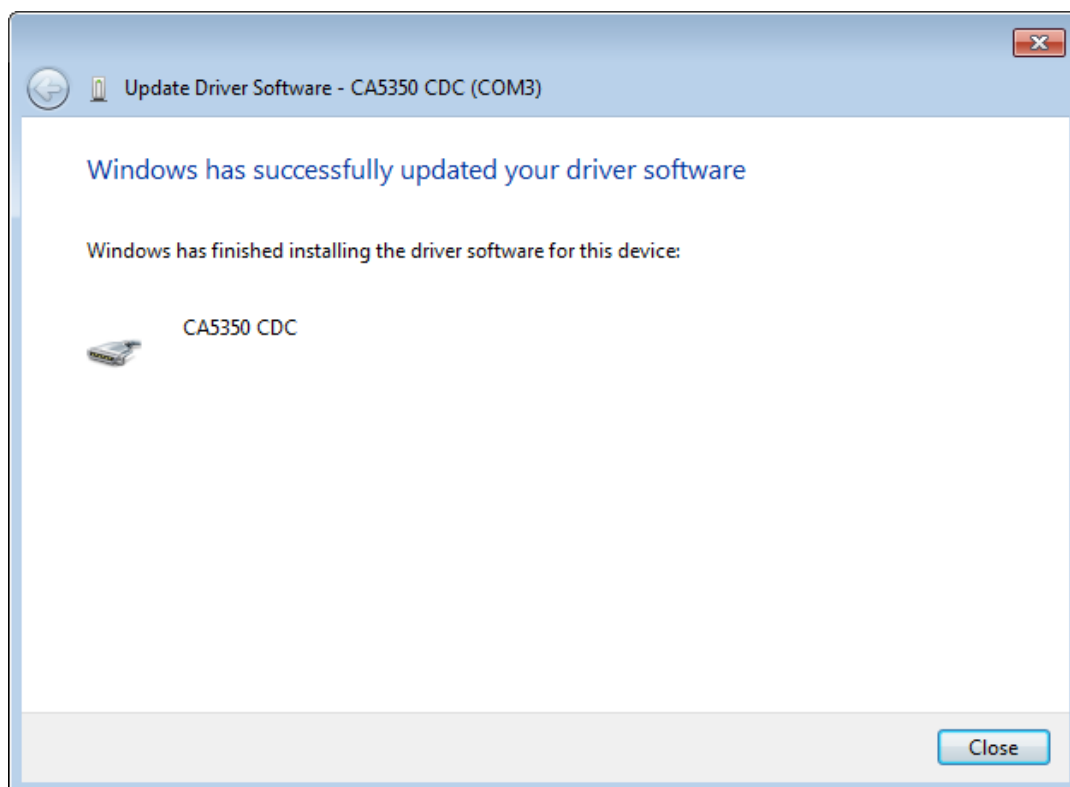 Update Driver Software - CA5350 CDC (COM3)
Windows has successfully updated your driver software
Windows has finished installing the driver software for this device:
CA5350 CDC
Close